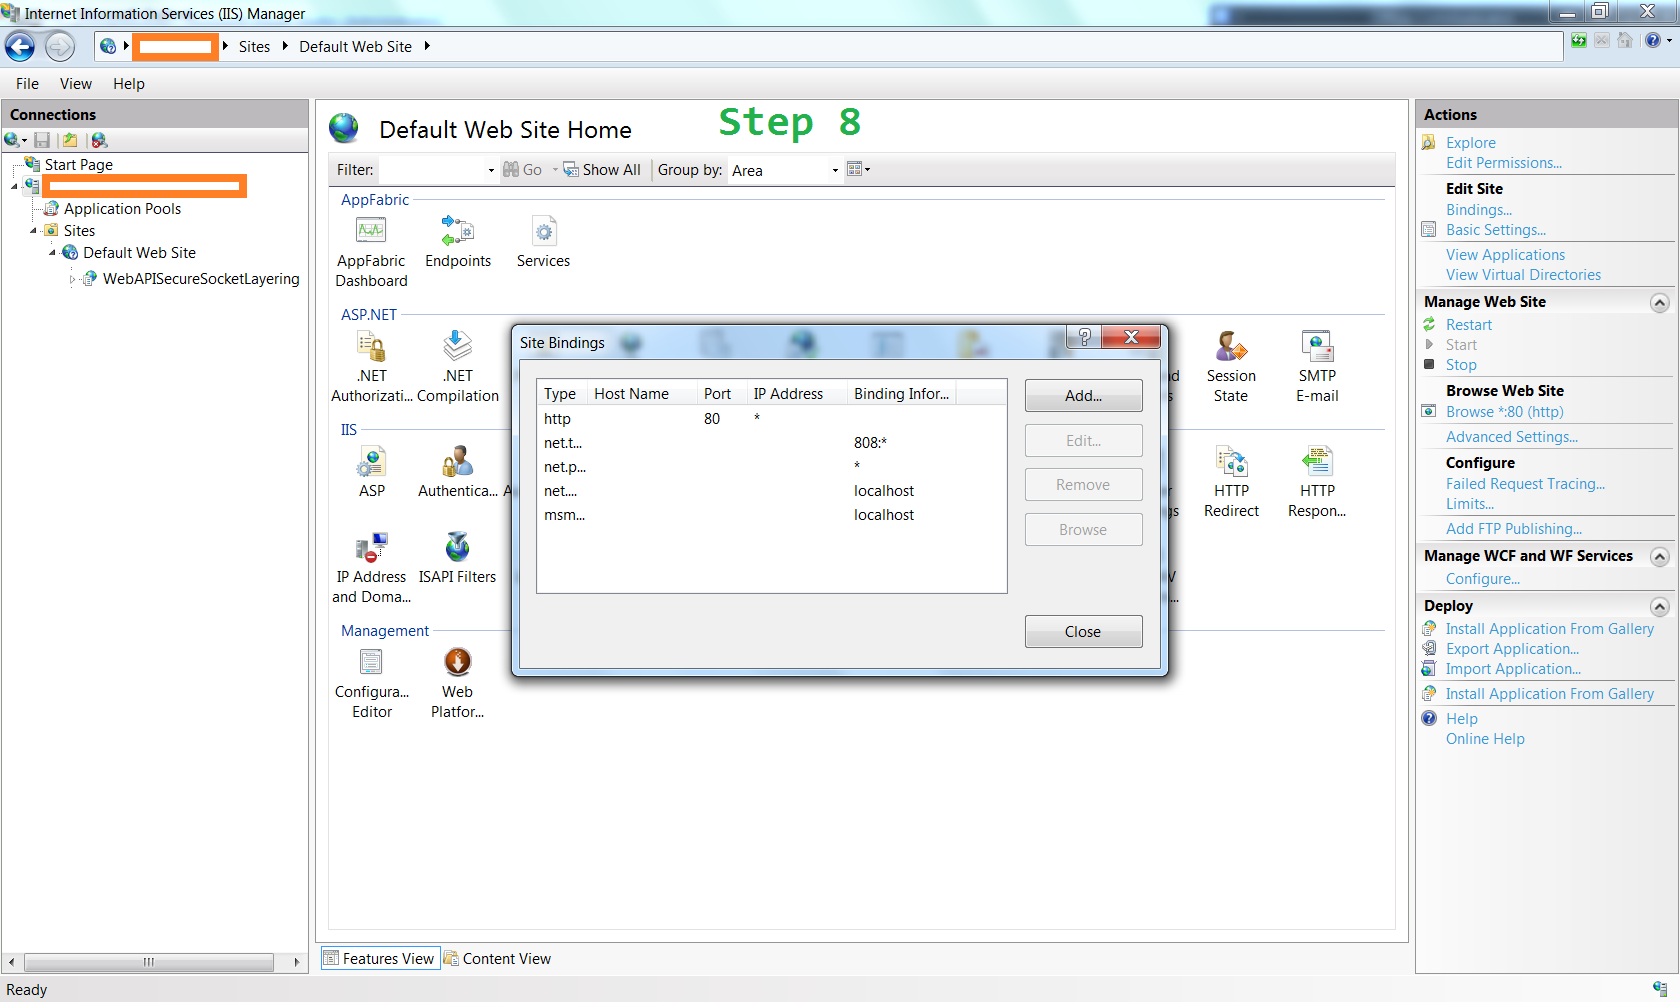 Internet Information Services (IIS) Manager
Sites
Default Web Site
File View Help
Connections
Start Page
Application Pools
Sites
Default Web Site
WebAPISecureSocketLayering
Default Web Site Home
Step 8
Filter: Go Show All Group by: Area
AppFabric
AppFabric Dashboard
Endpoints
Services
ASP.NET
.NET Authorizati...
.NET Compilation
Session State
SMTP E-mail
IIS
ASP
Authentica...
HTTP Redirect
HTTP Respon...
IP Address and Doma...
ISAPI Filters
Management
Configura... Editor
Web Platfor...
Site Bindings
Type Host Name Port IP Address Binding Infor...
http 80 *
net.t... 808:*
net.p... *
net.... localhost
msm... localhost
Add...
Edit...
Remove
Browse
Close
Features View Content View
Ready
Actions
Explore
Edit Permissions...
Edit Site
Bindings...
Basic Settings...
View Applications
View Virtual Directories
Manage Web Site
Restart
Start
Stop
Browse Web Site
Browse *:80 (http)
Advanced Settings...
Configure
Failed Request Tracing...
Limits...
Add FTP Publishing...
Manage WCF and WF Services
Configure...
Deploy
Install Application From Gallery
Export Application...
Import Application...
Install Application From Gallery
Help
Online Help